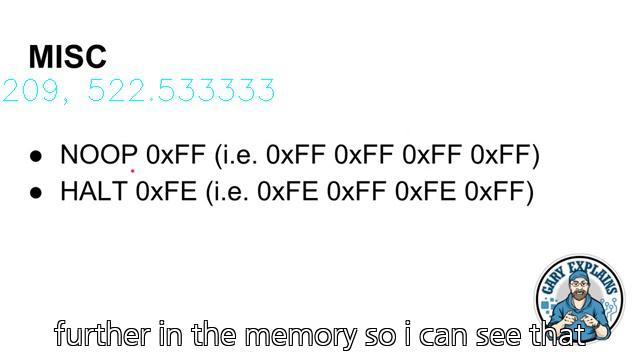 MISC
209, 522.533333
● NOOP 0xFF (i.e. 0xFF 0xFF 0xFF 0xFF)
● HALT 0xFE (i.e. 0xFE 0xFF 0xFE 0xFF)
GARY EXPLAINS
further in the memory so i can see that